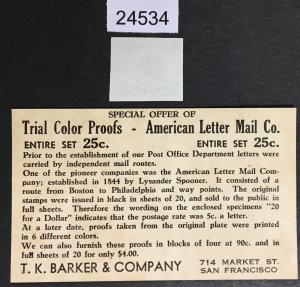 24534
SPECIAL OFFER OF
Trial Color Proofs - American Letter Mail Co.
ENTIRE SET 25c. ENTIRE SET 25c.
Prior to the establishment of our Post Office Department letters were
carried by independent mail routes.
One of the pioneer companies was the American Letter Mail Com-
pany; established in 1844 by Lysander Spooner. It consisted of routes
from Boston to Philadelphia and way points. The original
stamps were issued in black in sheets of 20, and sold to the public in
full sheets. Therefore the wording on the enclosed specimens "20
for a Dollar" indicates that the postage rate was 5c. a letter.
At a later date, proofs taken from the original plate were printed
in 6 different colors.
We can also furnish these proofs in blocks of four at 90c. and in
full sheets of 20 for only $4.00.
T. K. BARKER & COMPANY 714 MARKET ST.
SAN FRANCISCO